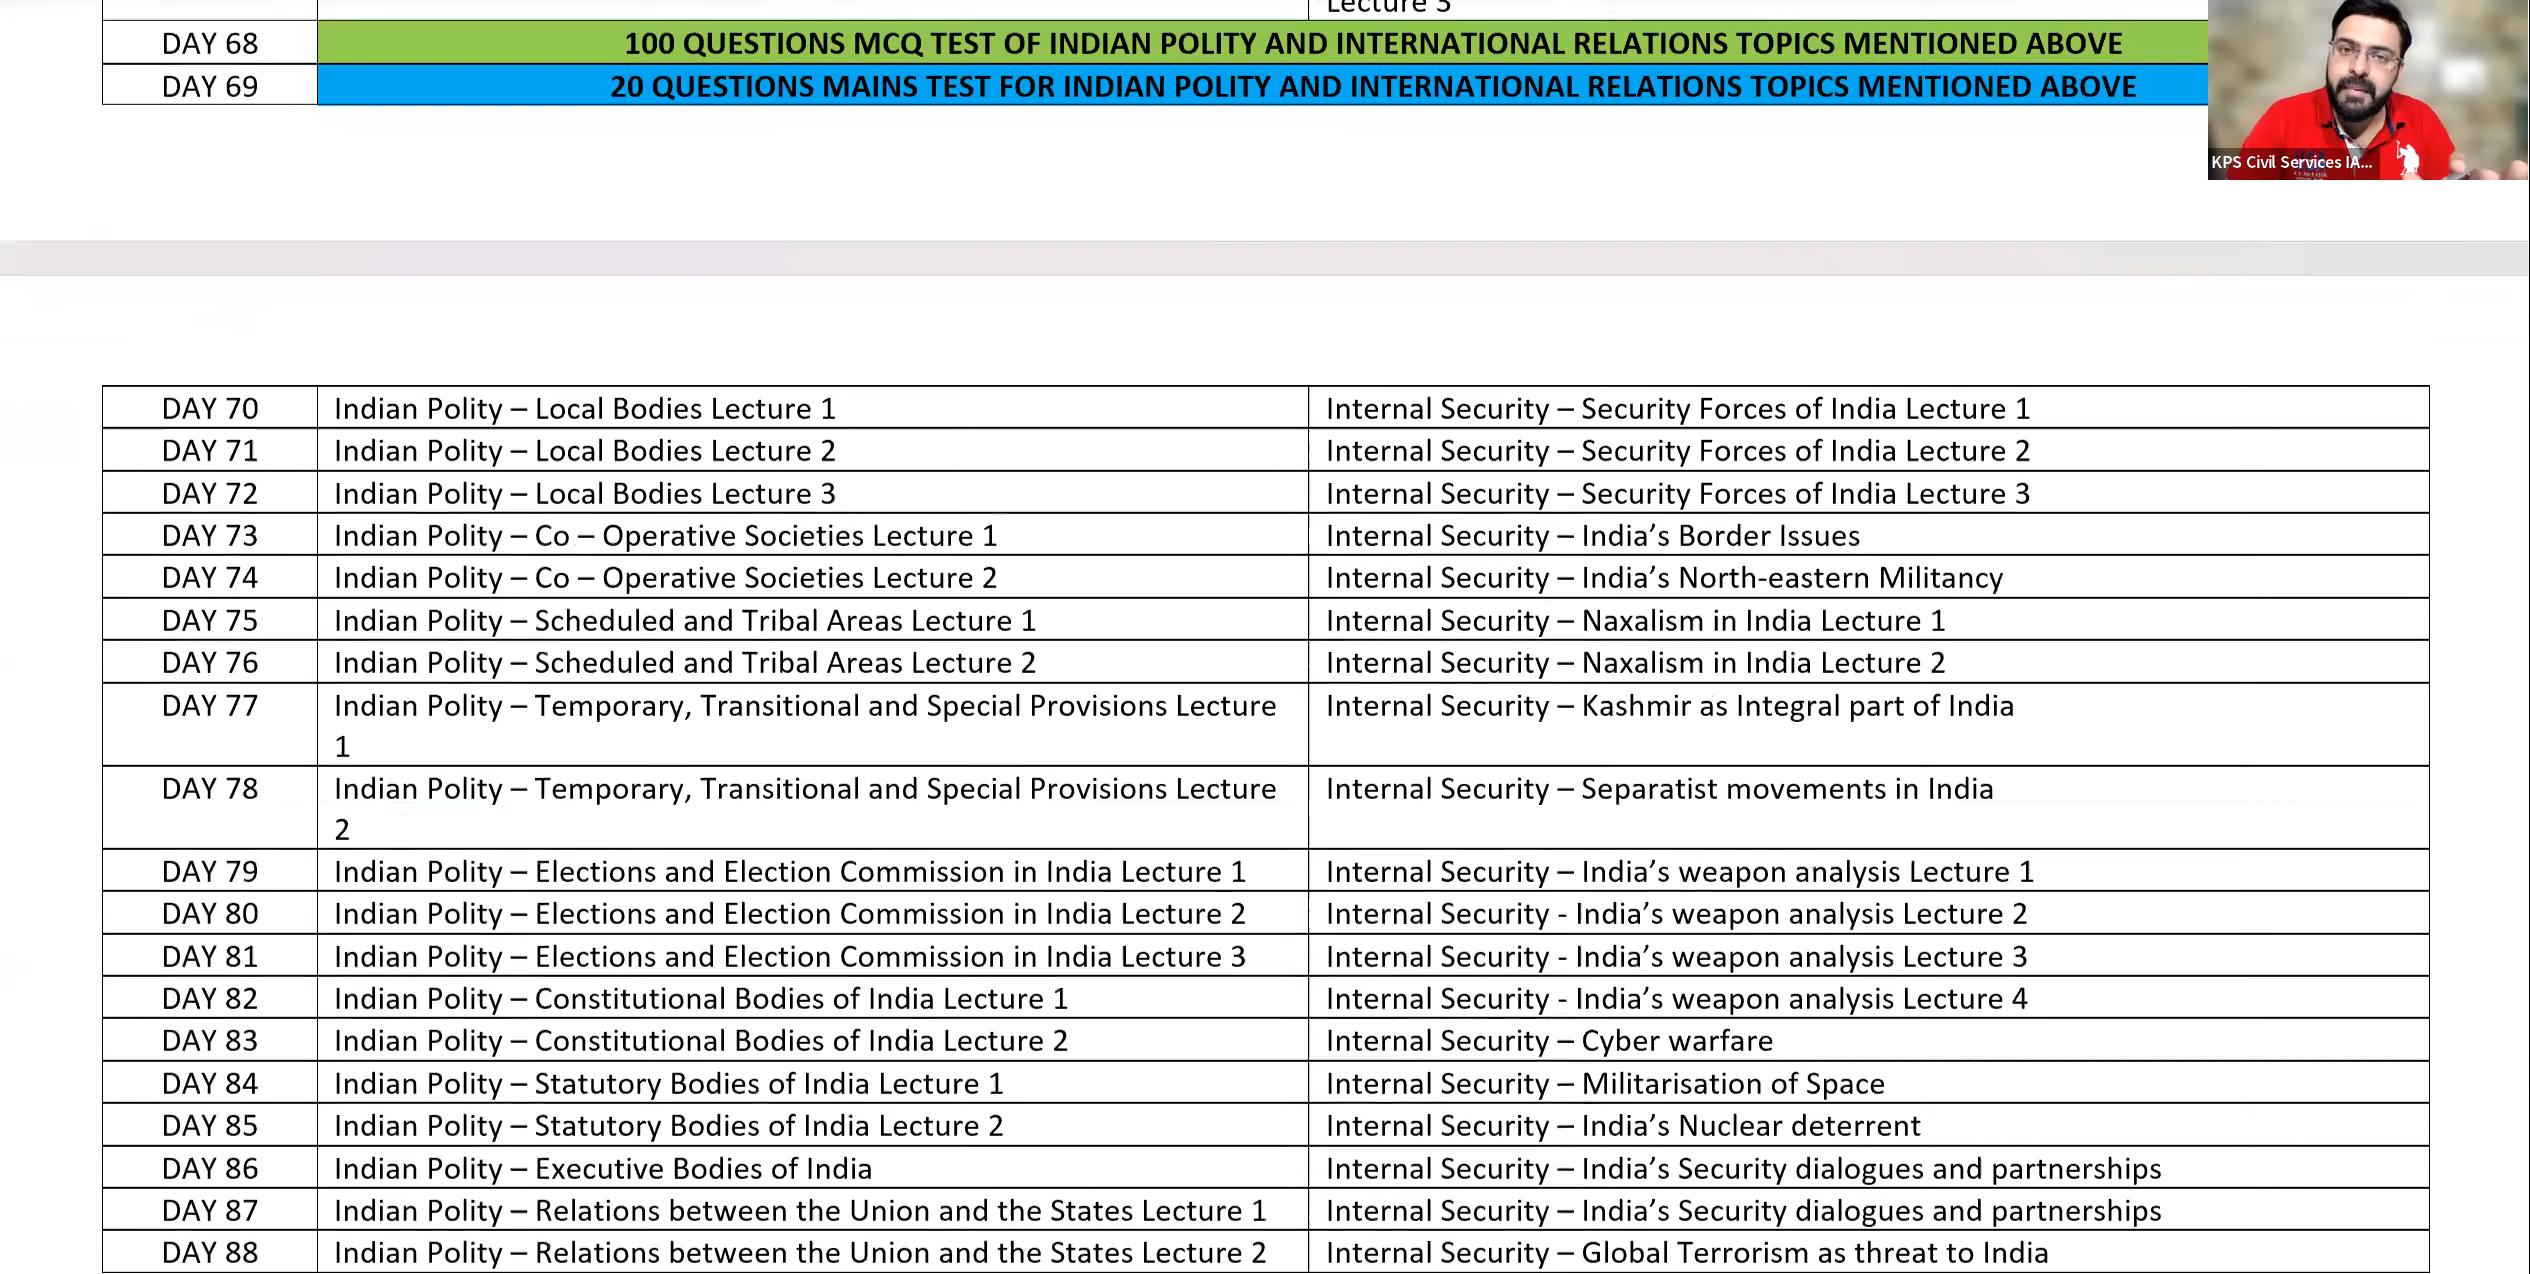 Lecture 3
DAY 68 100 QUESTIONS MCQ TEST OF INDIAN POLITY AND INTERNATIONAL RELATIONS TOPICS MENTIONED ABOVE
DAY 69 20 QUESTIONS MAINS TEST FOR INDIAN POLITY AND INTERNATIONAL RELATIONS TOPICS MENTIONED ABOVE
KPS Civil Services IA...
DAY 70 Indian Polity – Local Bodies Lecture 1 Internal Security – Security Forces of India Lecture 1
DAY 71 Indian Polity – Local Bodies Lecture 2 Internal Security – Security Forces of India Lecture 2
DAY 72 Indian Polity – Local Bodies Lecture 3 Internal Security – Security Forces of India Lecture 3
DAY 73 Indian Polity – Co – Operative Societies Lecture 1 Internal Security – India’s Border Issues
DAY 74 Indian Polity – Co – Operative Societies Lecture 2 Internal Security – India’s North-eastern Militancy
DAY 75 Indian Polity – Scheduled and Tribal Areas Lecture 1 Internal Security – Naxalism in India Lecture 1
DAY 76 Indian Polity – Scheduled and Tribal Areas Lecture 2 Internal Security – Naxalism in India Lecture 2
DAY 77 Indian Polity – Temporary, Transitional and Special Provisions Lecture Internal Security – Kashmir as Integral part of India
1
DAY 78 Indian Polity – Temporary, Transitional and Special Provisions Lecture Internal Security – Separatist movements in India
2
DAY 79 Indian Polity – Elections and Election Commission in India Lecture 1 Internal Security – India’s weapon analysis Lecture 1
DAY 80 Indian Polity – Elections and Election Commission in India Lecture 2 Internal Security - India’s weapon analysis Lecture 2
DAY 81 Indian Polity – Elections and Election Commission in India Lecture 3 Internal Security - India’s weapon analysis Lecture 3
DAY 82 Indian Polity – Constitutional Bodies of India Lecture 1 Internal Security - India’s weapon analysis Lecture 4
DAY 83 Indian Polity – Constitutional Bodies of India Lecture 2 Internal Security – Cyber warfare
DAY 84 Indian Polity – Statutory Bodies of India Lecture 1 Internal Security – Militarisation of Space
DAY 85 Indian Polity – Statutory Bodies of India Lecture 2 Internal Security – India’s Nuclear deterrent
DAY 86 Indian Polity – Executive Bodies of India Internal Security – India’s Security dialogues and partnerships
DAY 87 Indian Polity – Relations between the Union and the States Lecture 1 Internal Security – India’s Security dialogues and partnerships
DAY 88 Indian Polity – Relations between the Union and the States Lecture 2 Internal Security – Global Terrorism as threat to India